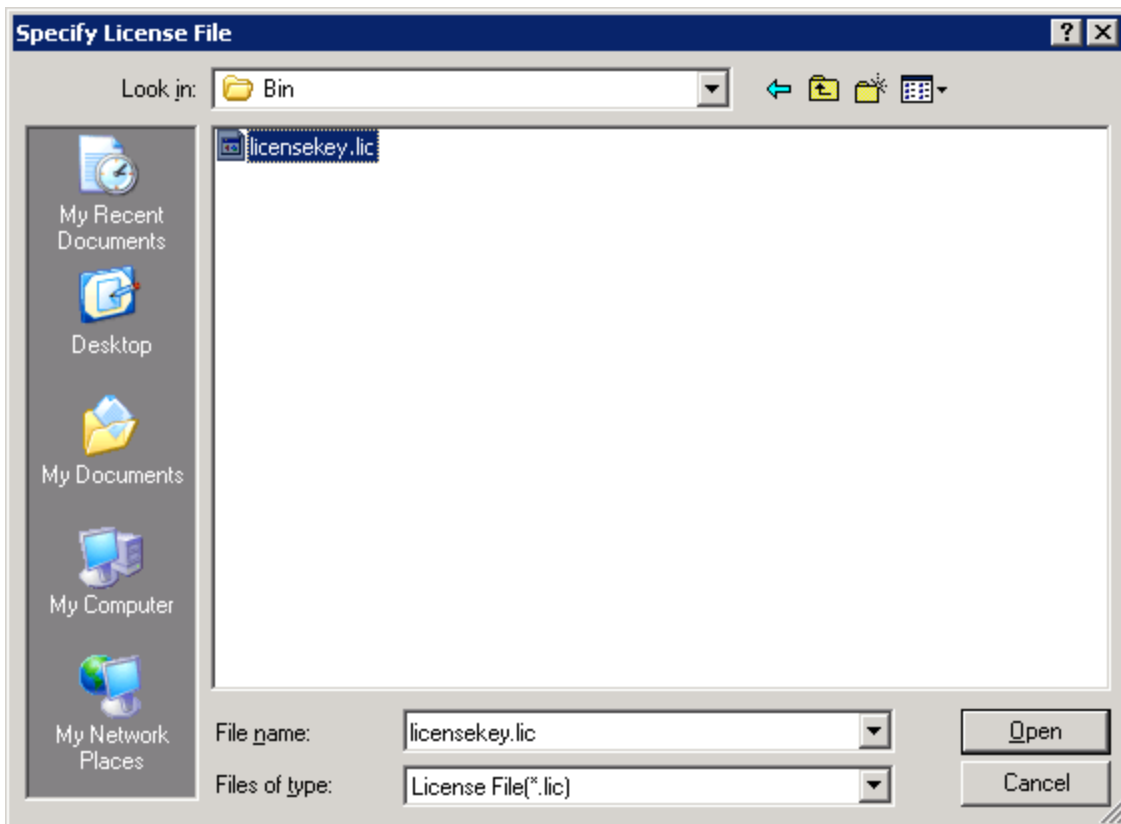 Specify License File
Look in: Bin
licensekey.lic
My Recent
Documents
Desktop
My Documents
My Computer
My Network
Places
File name: licensekey.lic Open
Files of type: License File(*.lic) Cancel